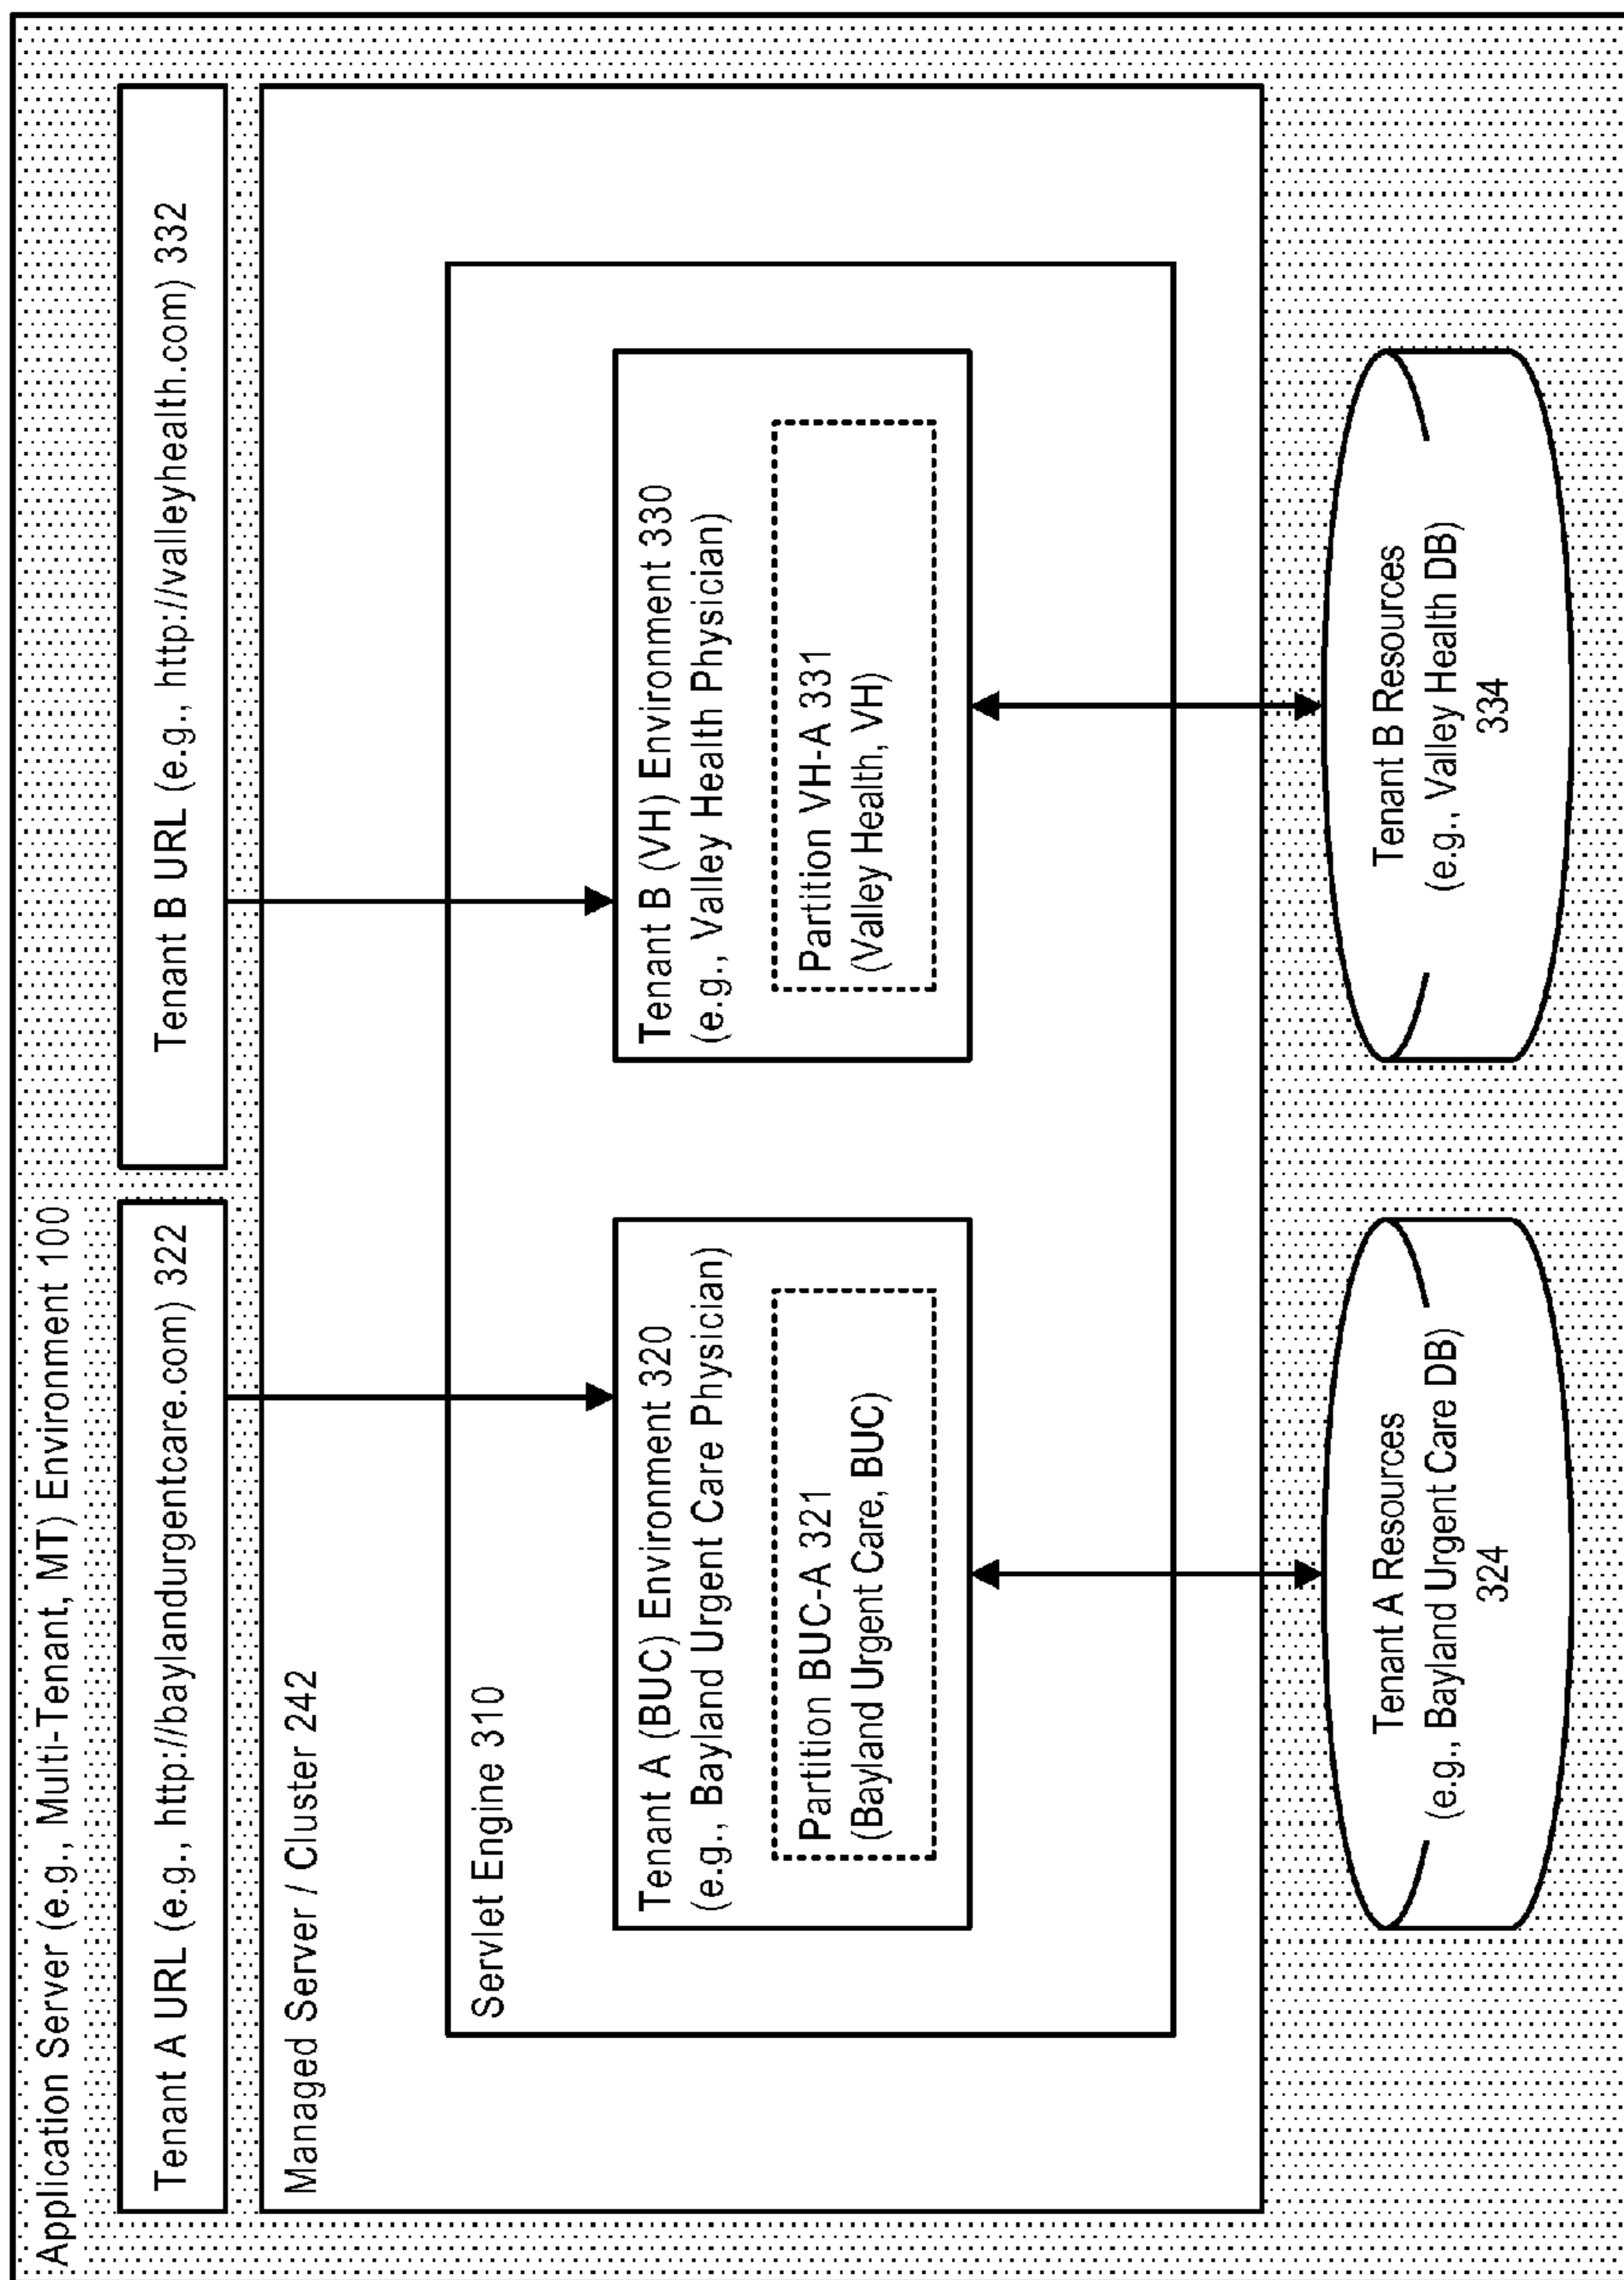 Application Server (e.g., Multi-Tenant, MT) Environment 100
Tenant A URL (e.g., http://baylandurgentcare.com) 322
Tenant B URL (e.g., http://valleyhealth.com) 332
Managed Server / Cluster 242
Servlet Engine 310
Tenant A (BUC) Environment 320
(e.g., Bayland Urgent Care Physician)
Partition BUC-A 321
(Bayland Urgent Care, BUC)
Tenant B (VH) Environment 330
(e.g., Valley Health Physician)
Partition VH-A 331
(Valley Health, VH)
Tenant A Resources
(e.g., Bayland Urgent Care DB)
324
Tenant B Resources
(e.g., Valley Health DB)
334